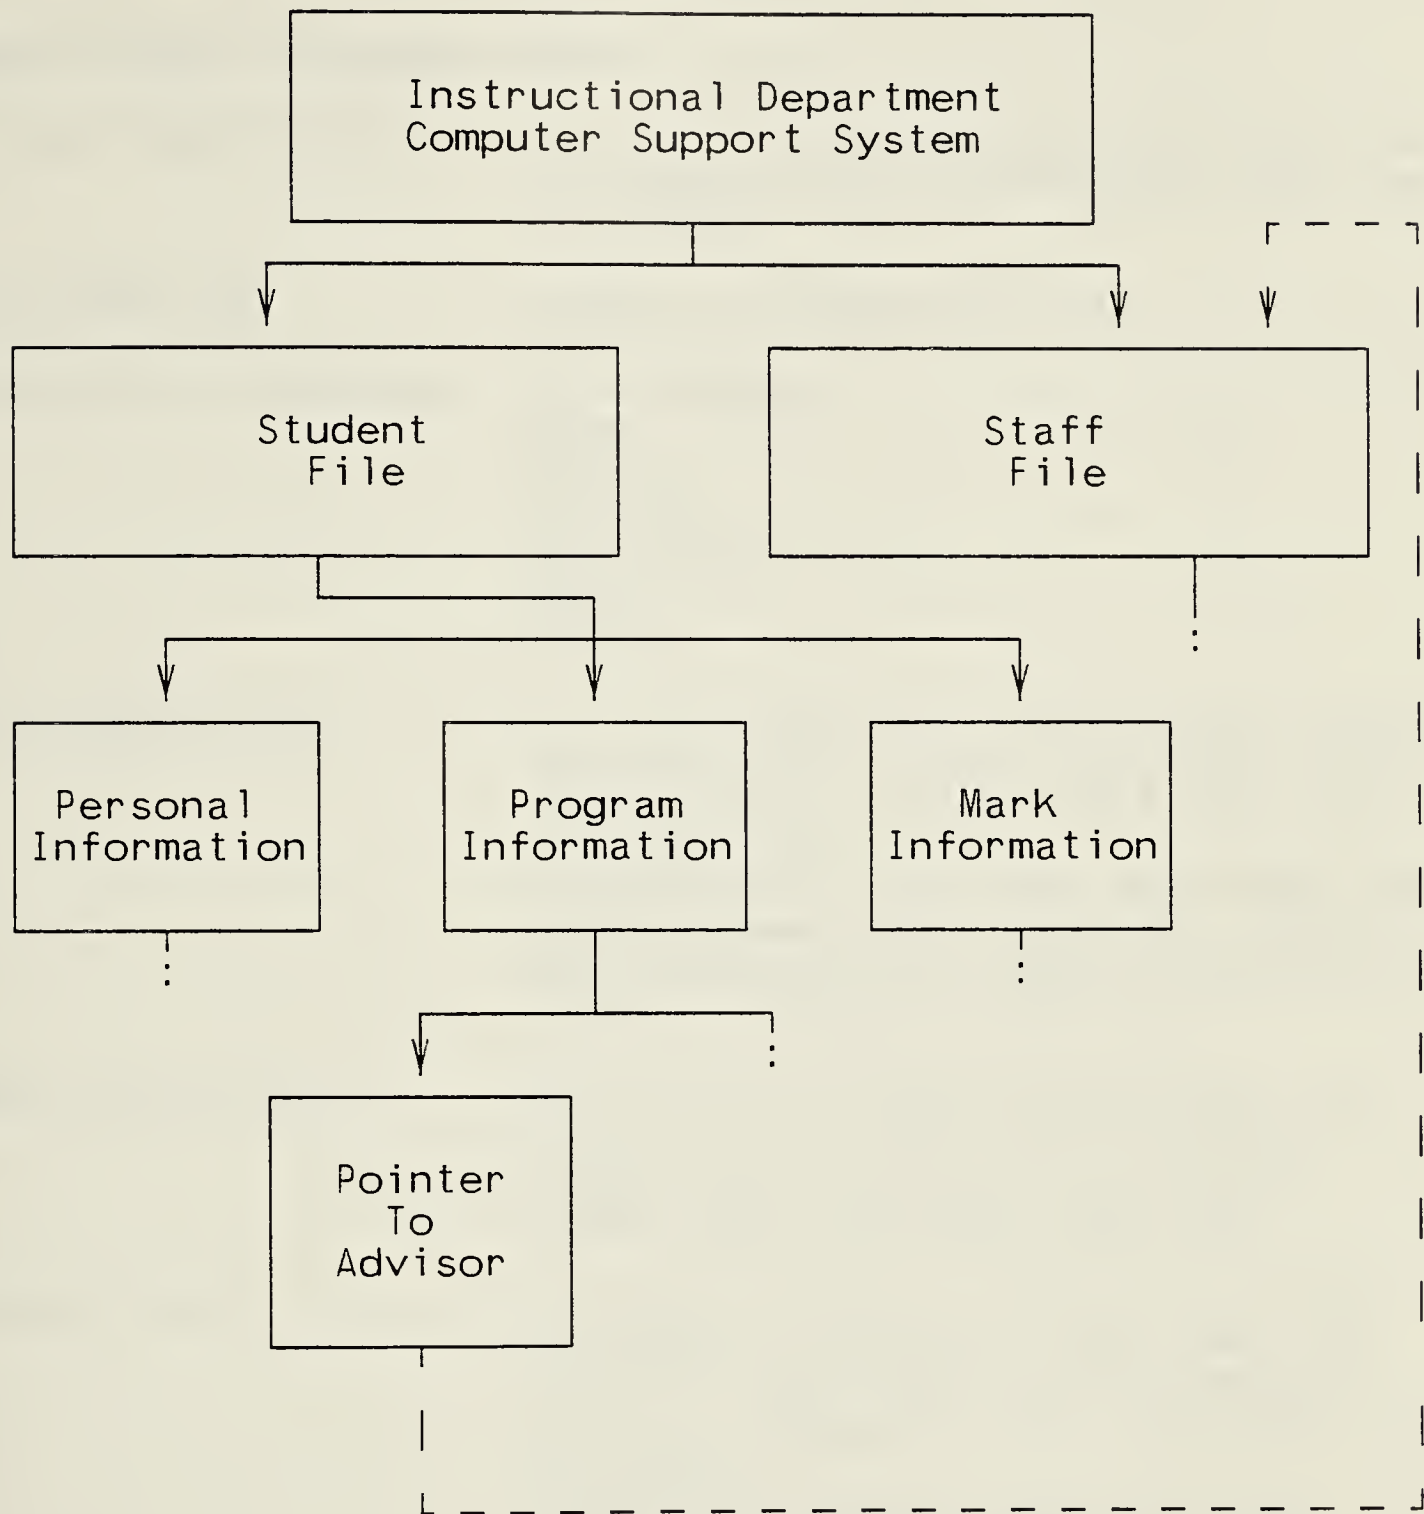 Instructional Department
Computer Support System
Student
File
Staff
File
Personal
Information
Program
Information
Mark
Information
Pointer
To
Advisor